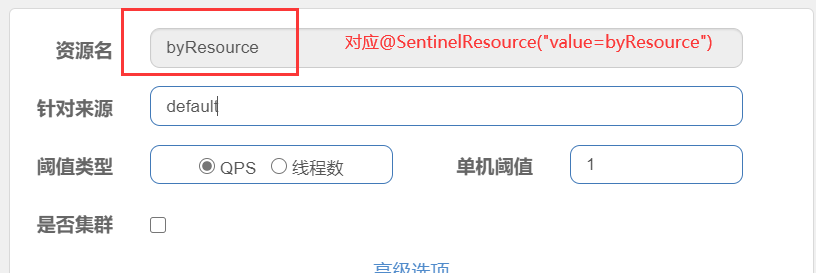 资源名 byResource 对应@SentinelResource("value=byResource")
针对来源 default
阈值类型 QPS 线程数 单机阈值 1
是否集群
高级选项